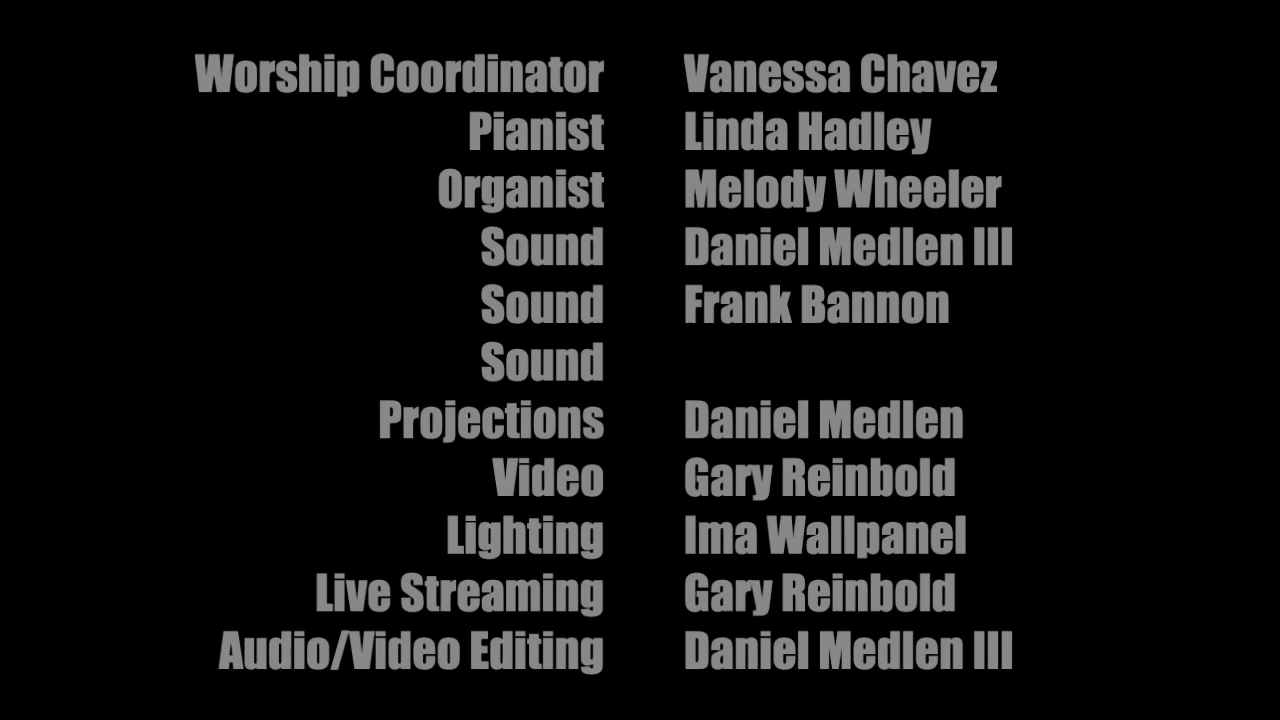 Worship Coordinator Vanessa Chavez
Pianist Linda Hadley
Organist Melody Wheeler
Sound Daniel Medlen III
Sound Frank Bannon
Sound
Projections Daniel Medlen
Video Gary Reinbold
Lighting Ima Wallpanel
Live Streaming Gary Reinbold
Audio/Video Editing Daniel Medlen III